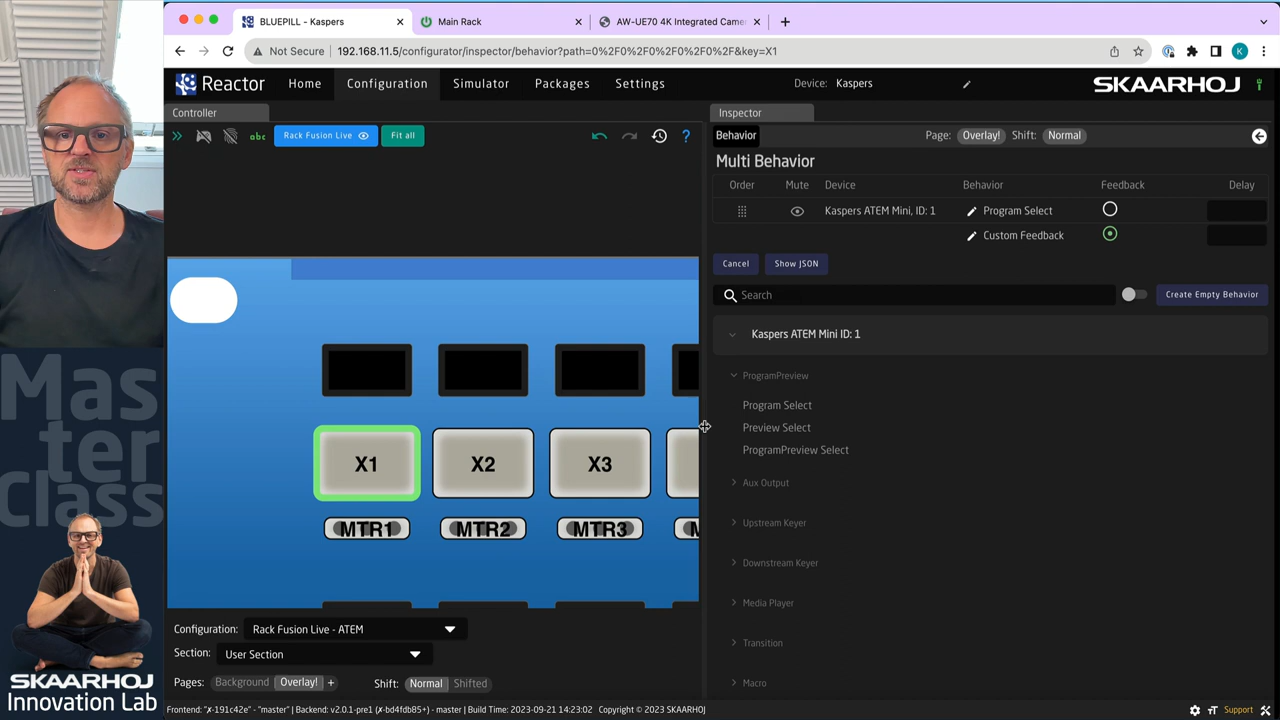 BLUEPILL - Kaspers
Main Rack
AW-UE70 4K Integrated Came
Not Secure
192.168.11.5/configurator/inspector/behavior?path=0%2F0%2F0%2F0%2F0%2F&key=X1
K
Reactor
Home
Configuration
Simulator
Packages
Settings
Device:
Kaspers
SKAARHOJ
Controller
abc
Rack Fusion Live
Fit all
?
X1
X2
X3
MTR1
MTR2
MTR3
Configuration:
Rack Fusion Live - ATEM
Section:
User Section
Pages:
Background
Overlay!
+
Shift:
Normal
Shifted
Inspector
Behavior
Page:
Overlay!
Shift:
Normal
Multi Behavior
Order
Mute
Device
Behavior
Feedback
Delay
Kaspers ATEM Mini, ID: 1
Program Select
Custom Feedback
Cancel
Show JSON
Search
Create Empty Behavior
Kaspers ATEM Mini ID: 1
ProgramPreview
Program Select
Preview Select
ProgramPreview Select
Aux Output
Upstream Keyer
Downstream Keyer
Media Player
Transition
Macro
Mas
ter
Class
SKAARHOJ
Innovation Lab
Frontend: "✗-191c42e" - "master" | Backend: v2.0.1-pre1 (✗-bd4fdb85+) - master | Build Time: 2023-09-21 14:23:02 Copyright © 2023 SKAARHOJ
Support